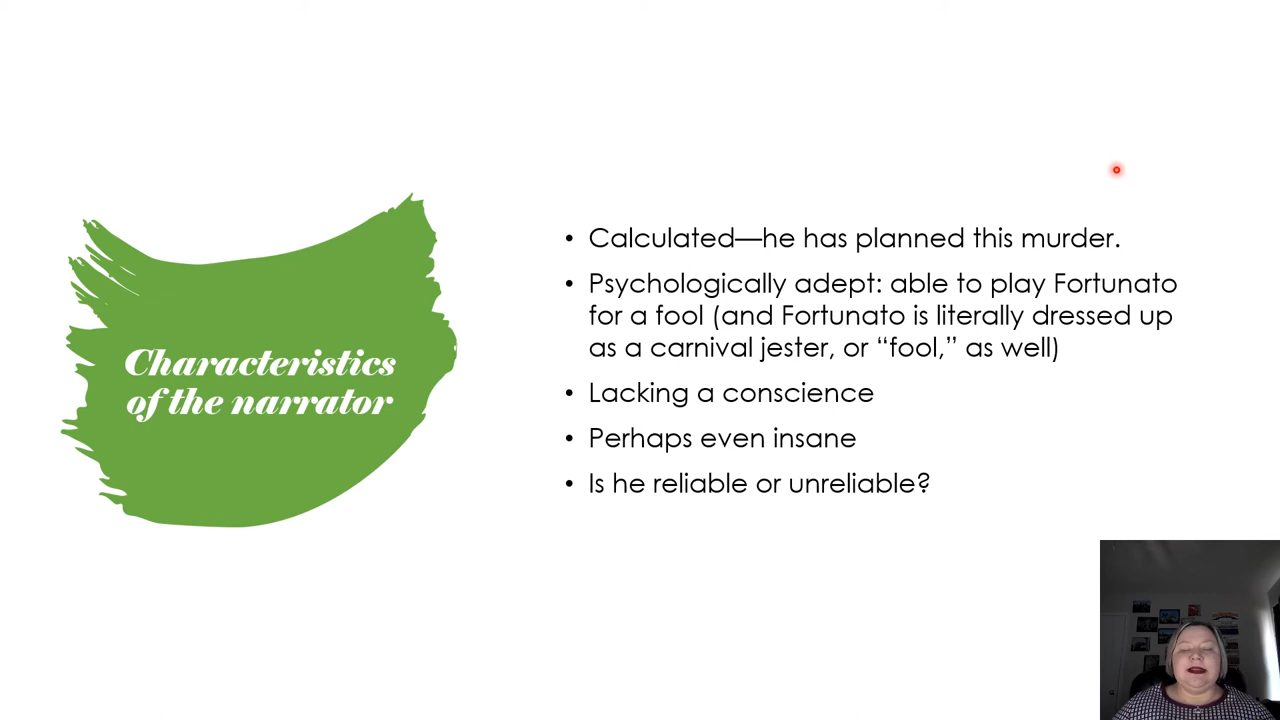 Characteristics
of the narrator
• Calculated—he has planned this murder.
• Psychologically adept: able to play Fortunato
for a fool (and Fortunato is literally dressed up
as a carnival jester, or “fool,” as well)
• Lacking a conscience
• Perhaps even insane
• Is he reliable or unreliable?